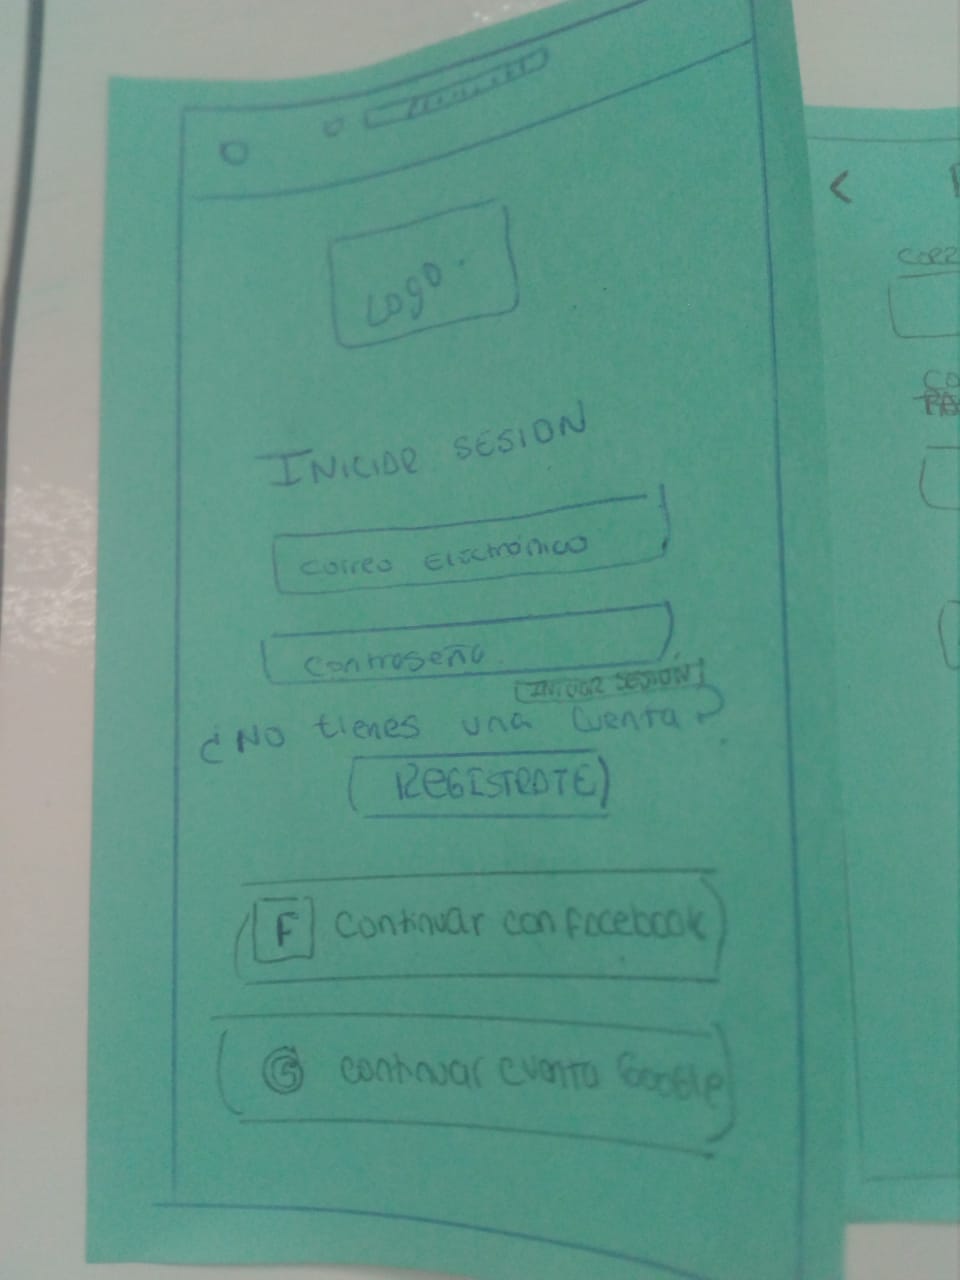 Logo.
INICIAR SESION
Correo Electrónico
Contraseña
INICIAR SESION
¿No tienes una cuenta?
REGISTRATE
F Continuar con Facebook
G continuar cuenta Google
<
CORR
CO